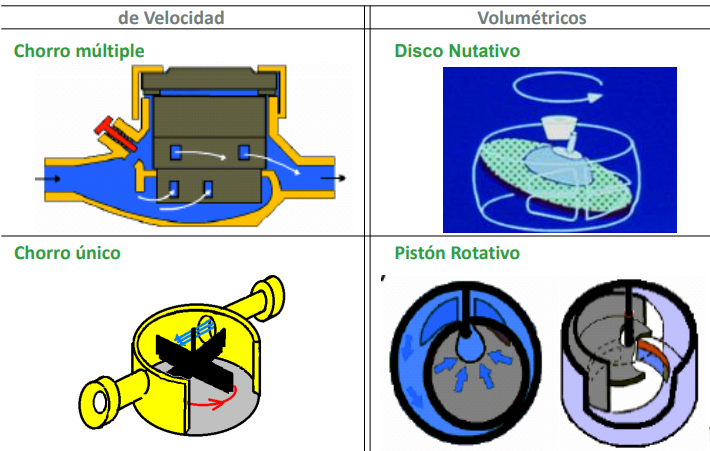 de Velocidad
Volumétricos
Chorro múltiple
Disco Nutativo
Chorro único
Pistón Rotativo